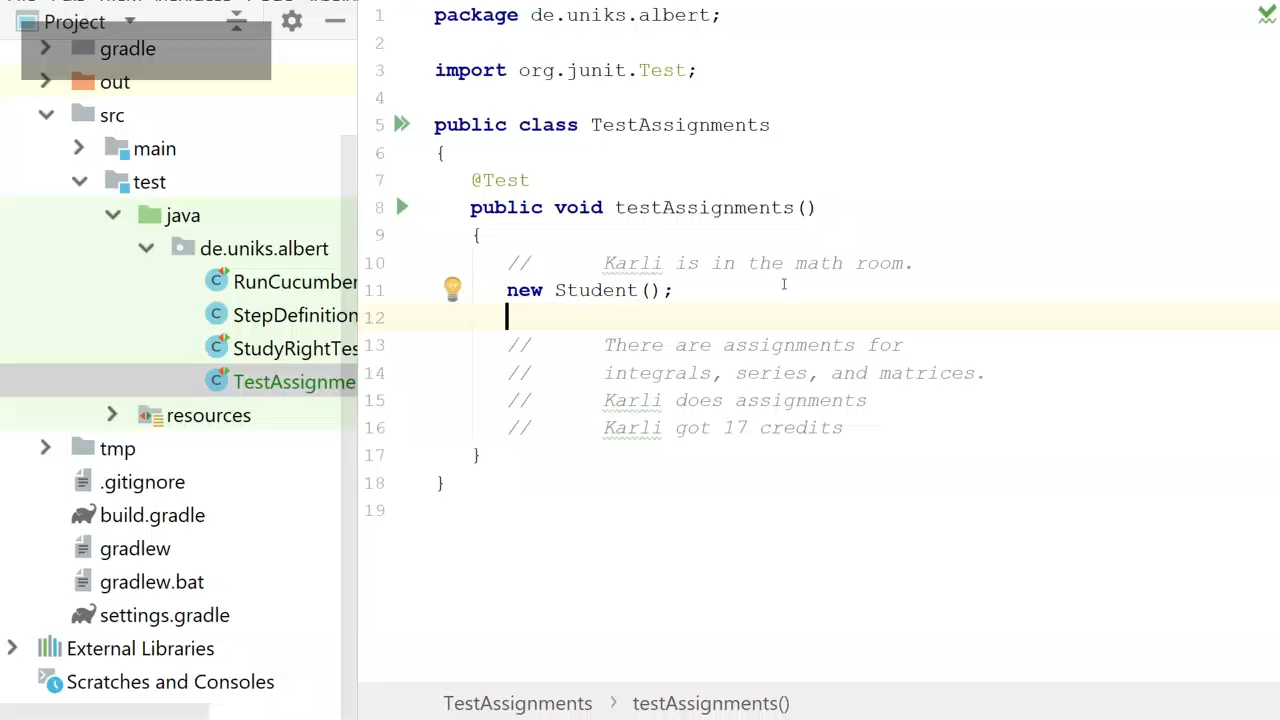 Project
gradle
out
src
main
test
java
de.uniks.albert
RunCucumber
StepDefinition
StudyRightTes
TestAssignme
resources
tmp
.gitignore
build.gradle
gradlew
gradlew.bat
settings.gradle
External Libraries
Scratches and Consoles
1 package de.uniks.albert;
2
3 import org.junit.Test;
4
5 public class TestAssignments
6 {
7 @Test
8 public void testAssignments()
9 {
10 // Karli is in the math room.
11 new Student();
12
13 // There are assignments for
14 // integrals, series, and matrices.
15 // Karli does assignments
16 // Karli got 17 credits
17 }
18 }
19
TestAssignments > testAssignments()